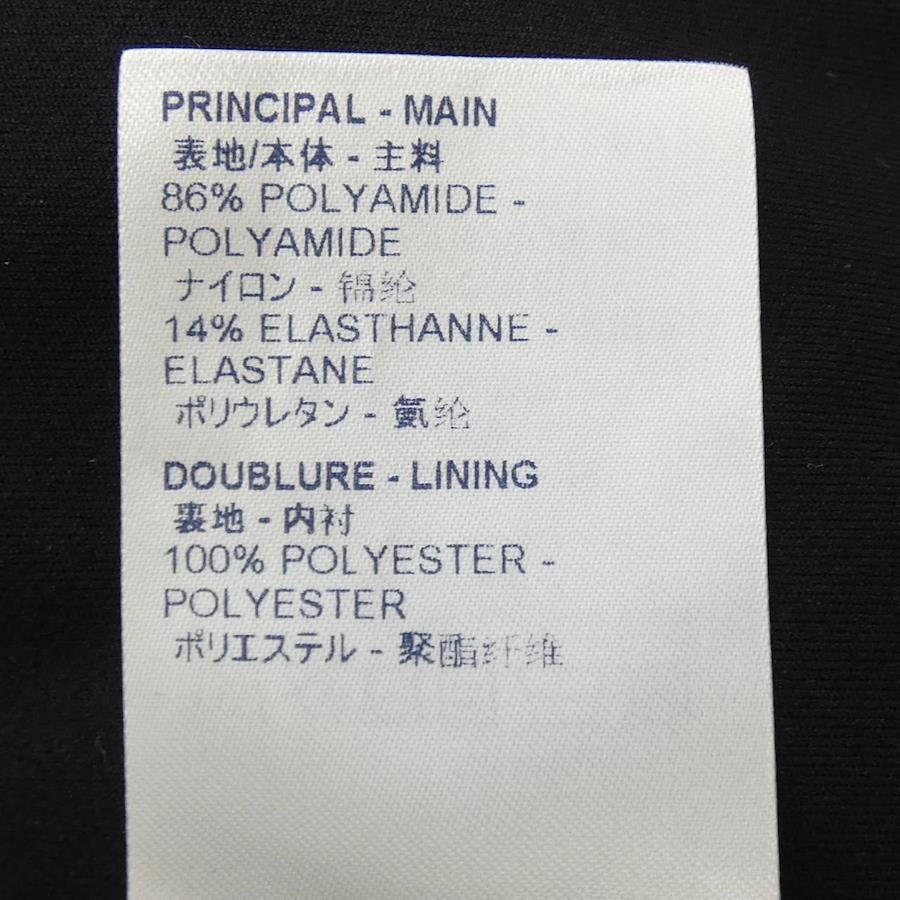 PRINCIPAL - MAIN
表地/本体 - 主料
86% POLYAMIDE -
POLYAMIDE
ナイロン - 锦纶
14% ELASTHANNE -
ELASTANE
ポリウレタン - 氨纶
DOUBLURE - LINING
裏地 - 内衬
100% POLYESTER -
POLYESTER
ポリエステル - 聚酯纤维